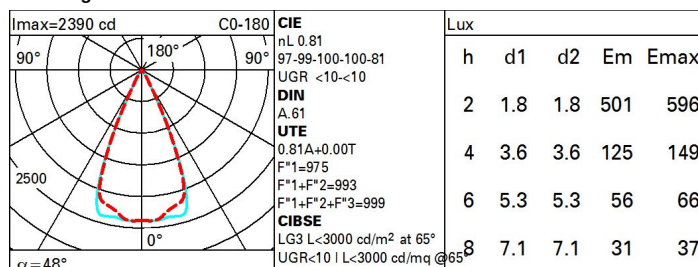 Imax=2390 cd C0-180
90° 180° 90°
2500
0°
α=48°
CIE
nL 0.81
97-99-100-100-81
UGR <10-<10
DIN
A.61
UTE
0.81A+0.00T
F"1=975
F"1+F"2=993
F"1+F"2+F"3=999
CIBSE
LG3 L<3000 cd/m² at 65°
UGR<10 | L<3000 cd/mq @65°
Lux
h d1 d2 Em Emax
2 1.8 1.8 501 596
4 3.6 3.6 125 149
6 5.3 5.3 56 66
8 7.1 7.1 31 37